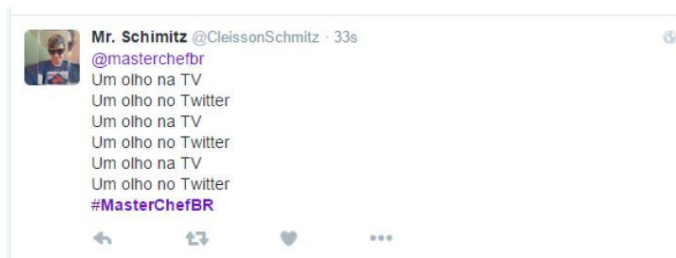 Mr. Schimitz @CleissonSchmitz · 33s
@masterchefbr
Um olho na TV
Um olho no Twitter
Um olho na TV
Um olho no Twitter
Um olho na TV
Um olho no Twitter
#MasterChefBR